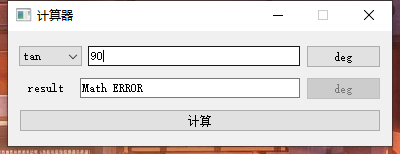 计算器
tan 90 deg
result Math ERROR deg
计算